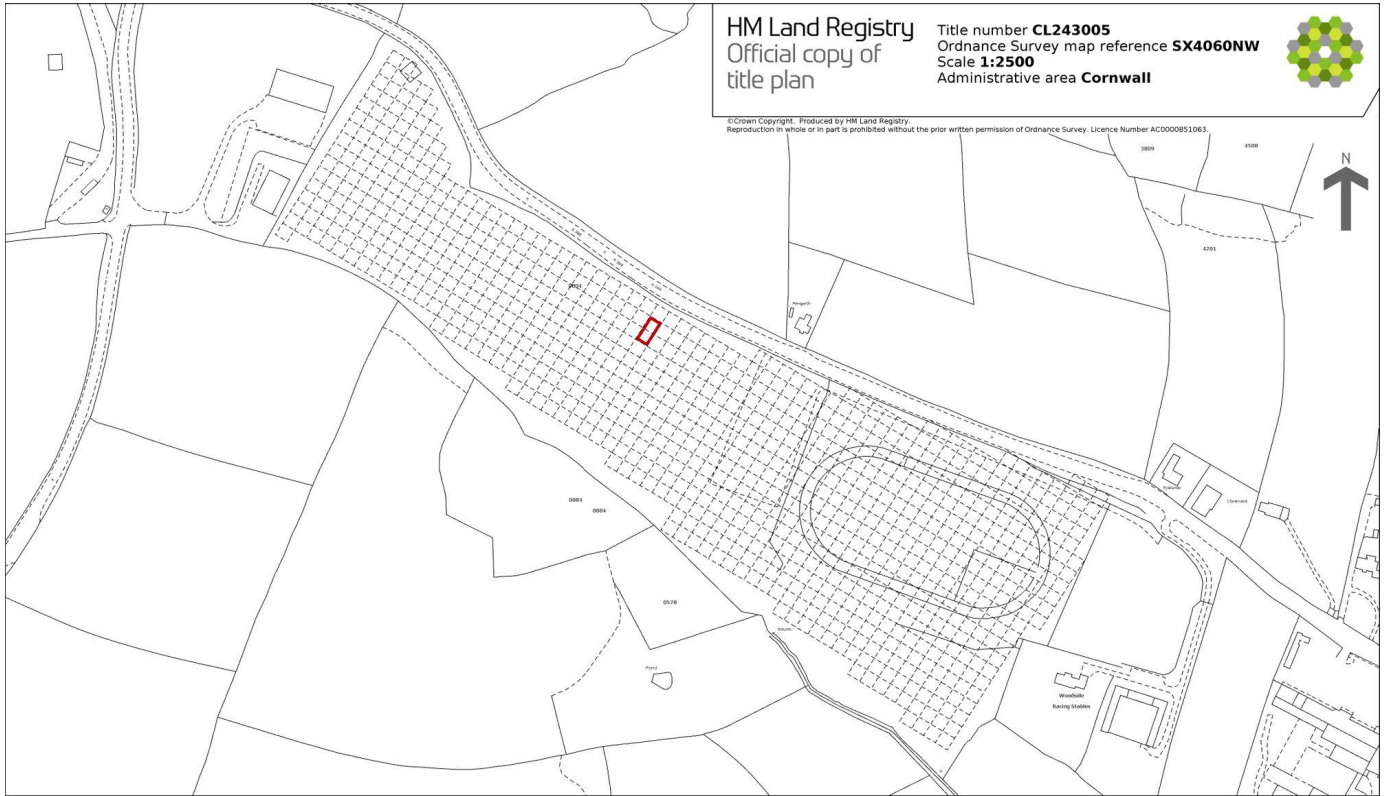 HM Land Registry
Official copy of
title plan
Title number CL243005
Ordnance Survey map reference SX4060NW
Scale 1:2500
Administrative area Cornwall
©Crown Copyright. Produced by HM Land Registry.
Reproduction in whole or in part is prohibited without the prior written permission of Ordnance Survey. Licence Number AC0000851063.
3809
4508
N
4201
0084
0084
0578
Pond
Claremont
Woodside
Racing Stables